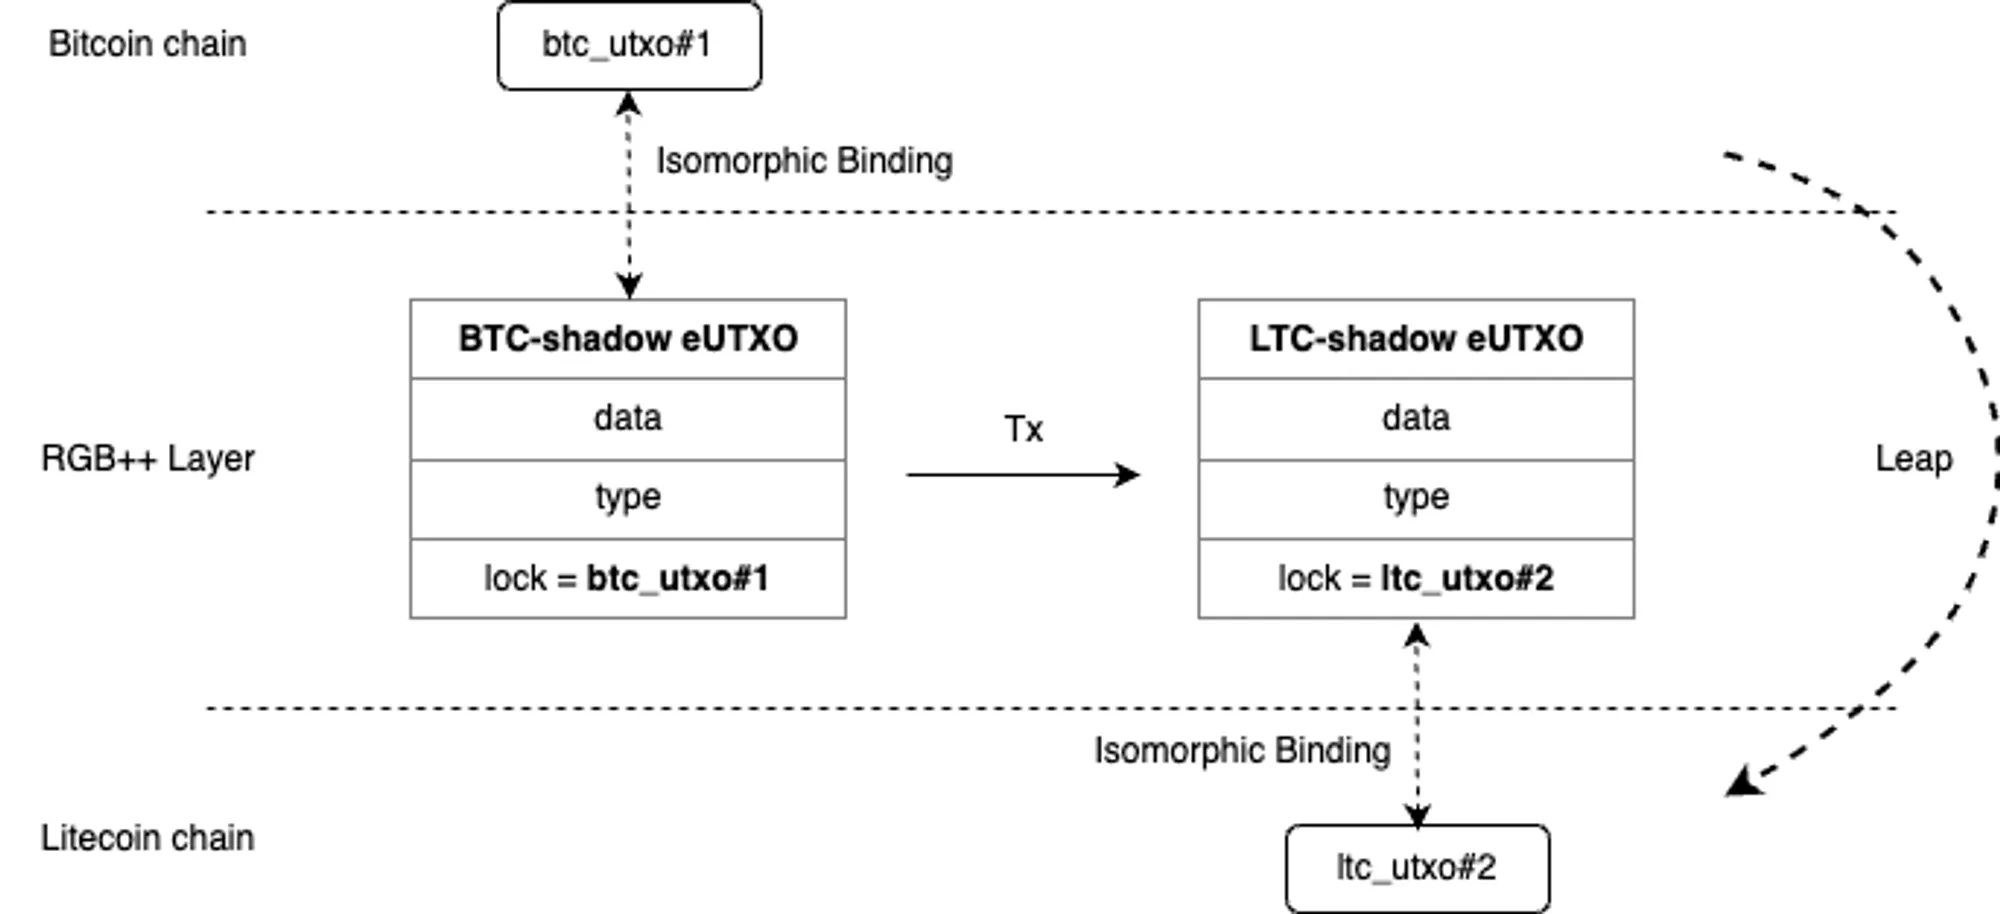 Bitcoin chain
btc_utxo#1
Isomorphic Binding
BTC-shadow eUTXO
data
type
lock = btc_utxo#1
RGB++ Layer
Tx
LTC-shadow eUTXO
data
type
lock = ltc_utxo#2
Leap
Isomorphic Binding
Litecoin chain
ltc_utxo#2